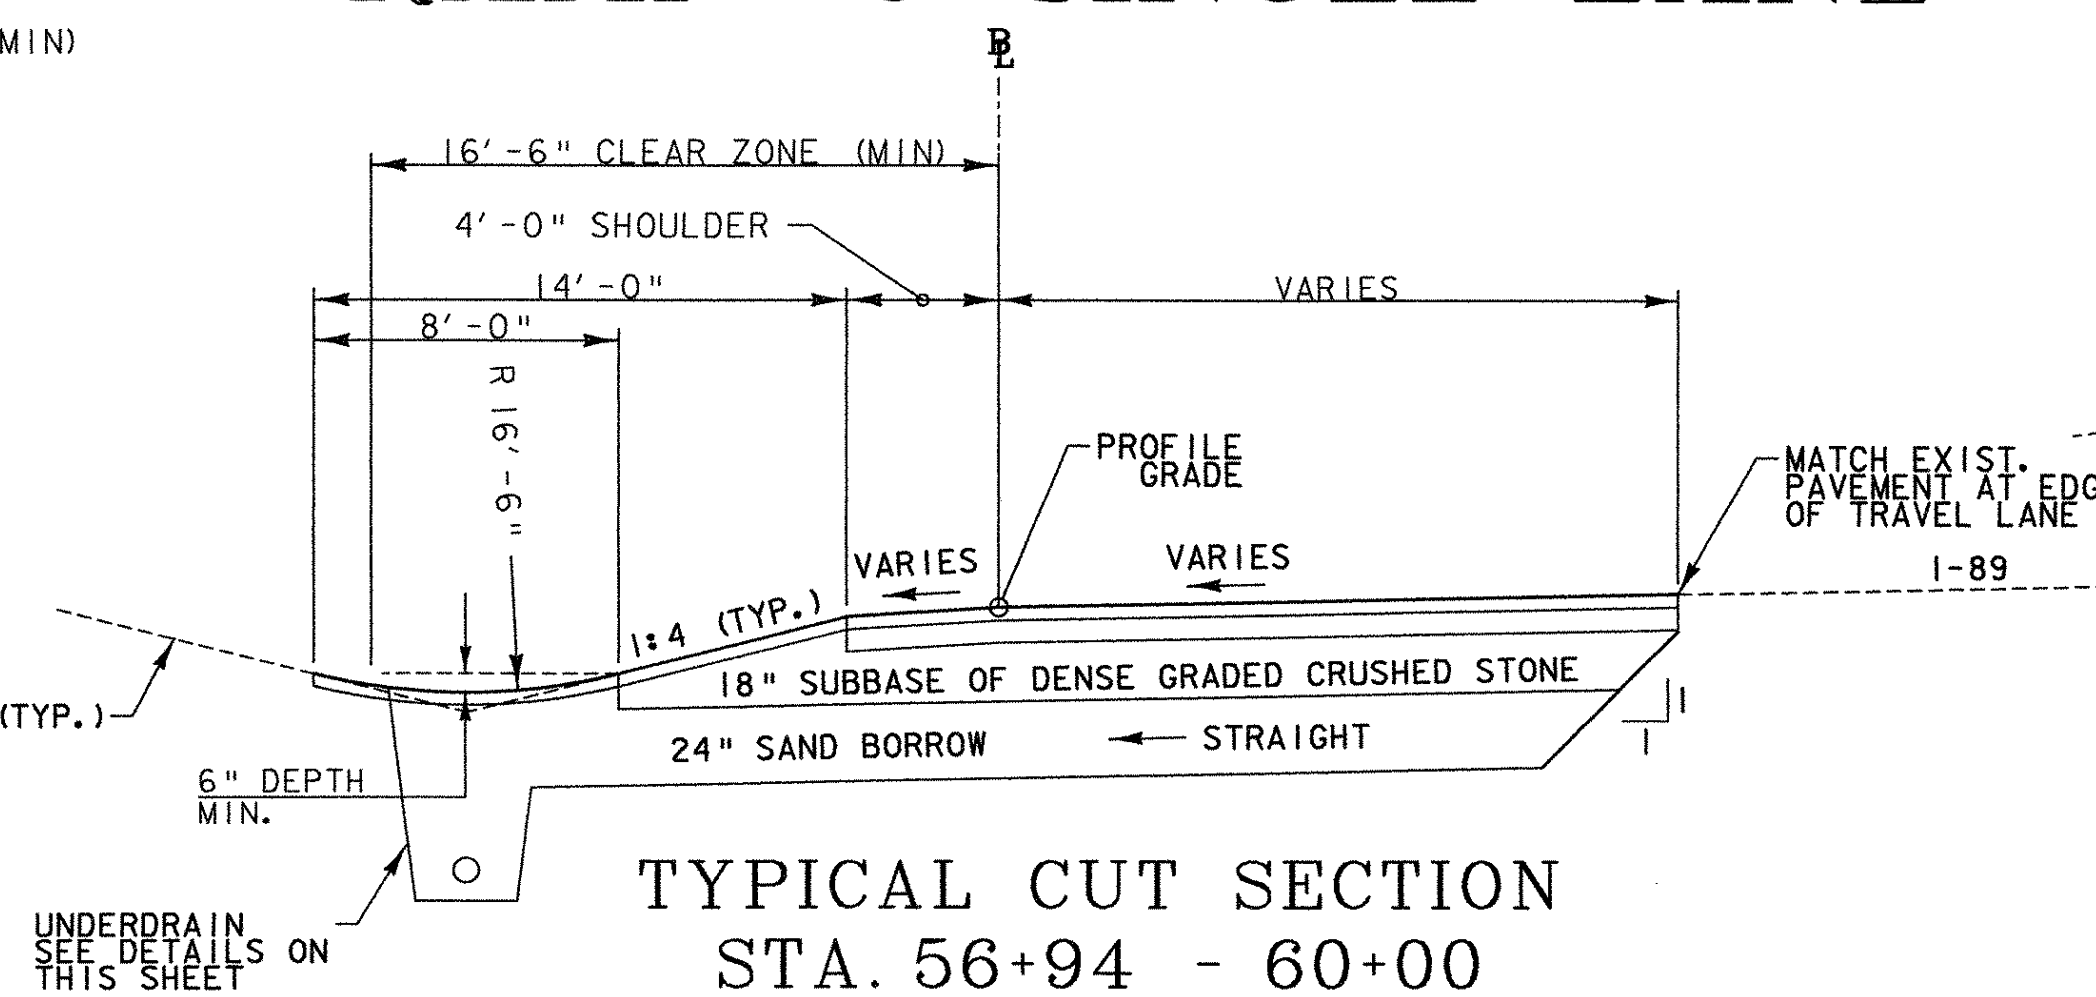 MIN)
BL
16'-6" CLEAR ZONE (MIN)
4'-0" SHOULDER
14'-0"
VARIES
8'-0"
R 16'-6"
PROFILE
GRADE
MATCH EXIST.
PAVEMENT AT EDG
OF TRAVEL LANE
VARIES
VARIES
I-89
1:4 (TYP.)
18" SUBBASE OF DENSE GRADED CRUSHED STONE
(TYP.)
1
1
24" SAND BORROW
STRAIGHT
6" DEPTH
MIN.
UNDERDRAIN
SEE DETAILS ON
THIS SHEET
TYPICAL CUT SECTION
STA. 56+94 - 60+00